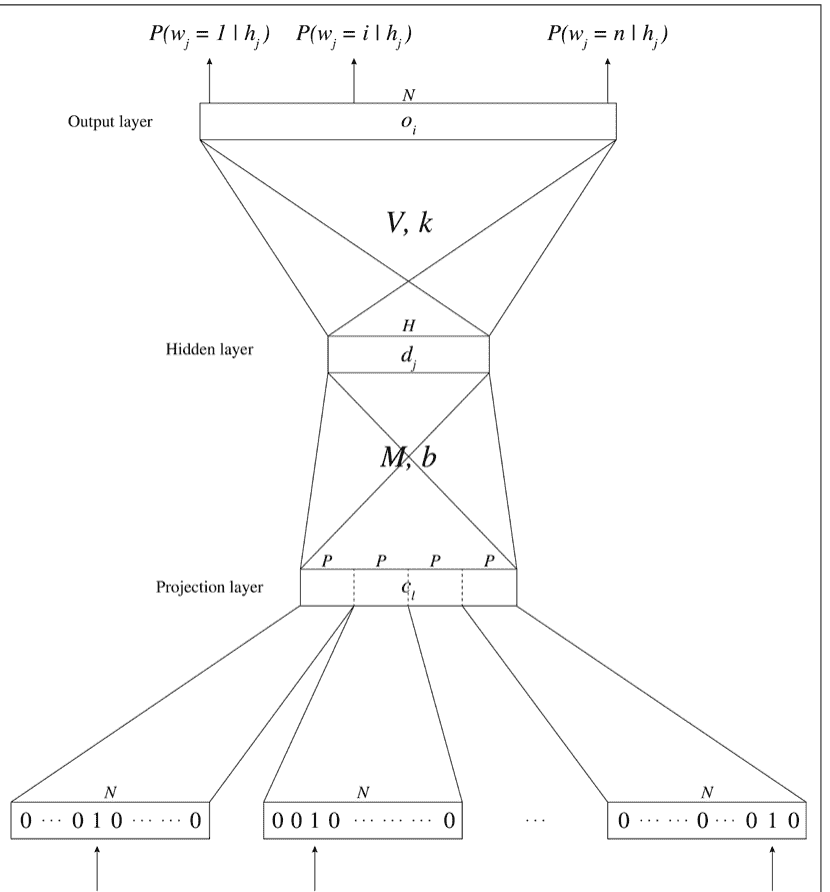 P(w_j = 1 | h_j) P(w_j = i | h_j) P(w_j = n | h_j)
N
Output layer o_i
V, k
H
Hidden layer d_j
M, b
P P P P
Projection layer c_l
N N N
0 ··· 0 1 0 ··· ··· 0 0 0 1 0 ··· ··· ··· 0 ··· 0 ··· ··· 0 ··· 0 1 0